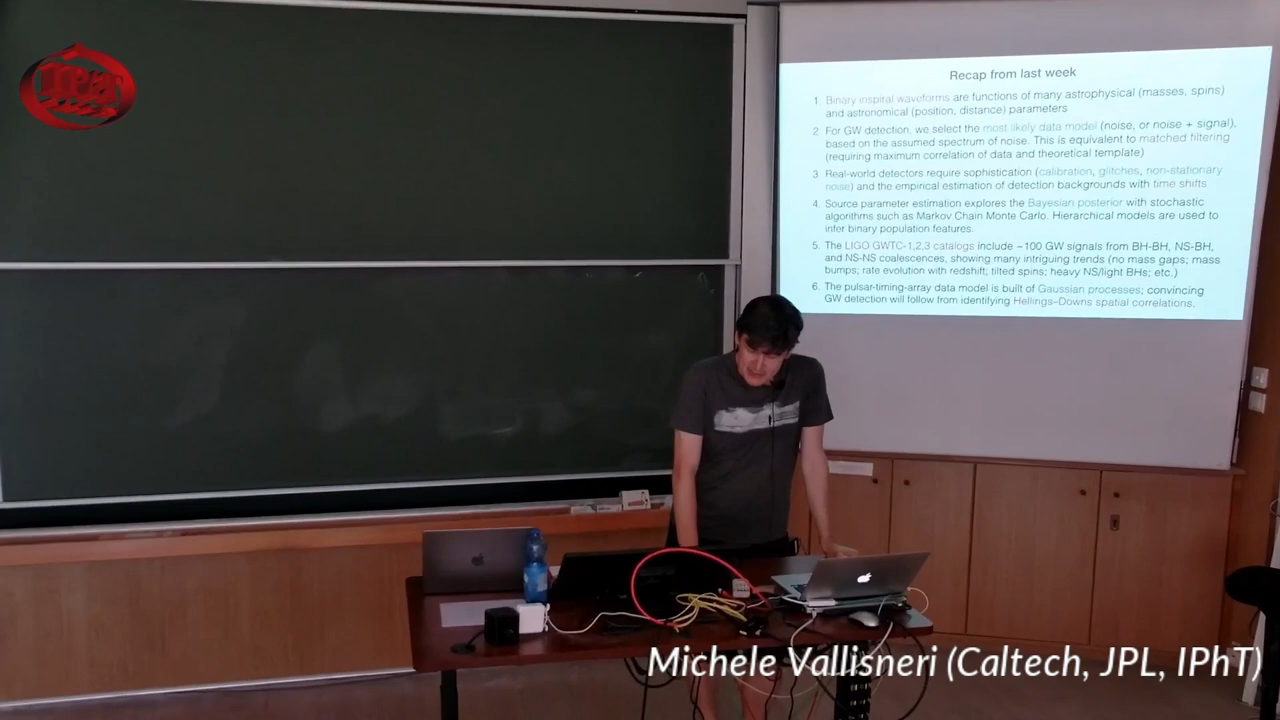 Recap from last week
1. Binary inspiral waveforms are functions of many astrophysical (masses, spins)
and astronomical (position, distance) parameters
2. For GW detection, we select the most likely data model (noise, or noise + signal),
based on the assumed spectrum of noise. This is equivalent to matched filtering
(requiring maximum correlation of data and theoretical template)
3. Real-world detectors require sophistication (calibration, glitches, non-stationary
noise) and the empirical estimation of detection backgrounds with time shifts
4. Source parameter estimation explores the Bayesian posterior with stochastic
algorithms such as Markov Chain Monte Carlo. Hierarchical models are used to
infer binary population features.
5. The LIGO GWTC-1,2,3 catalogs include ~100 GW signals from BH-BH, NS-BH,
and NS-NS coalescences, showing many intriguing trends (no mass gaps; mass
bumps; rate evolution with redshift; tilted spins; heavy NS/light BHs; etc.)
6. The pulsar-timing-array data model is built of Gaussian processes; convincing
GW detection will follow from identifying Hellings–Downs spatial correlations.
Michele Vallisneri (Caltech, JPL, IPhT)